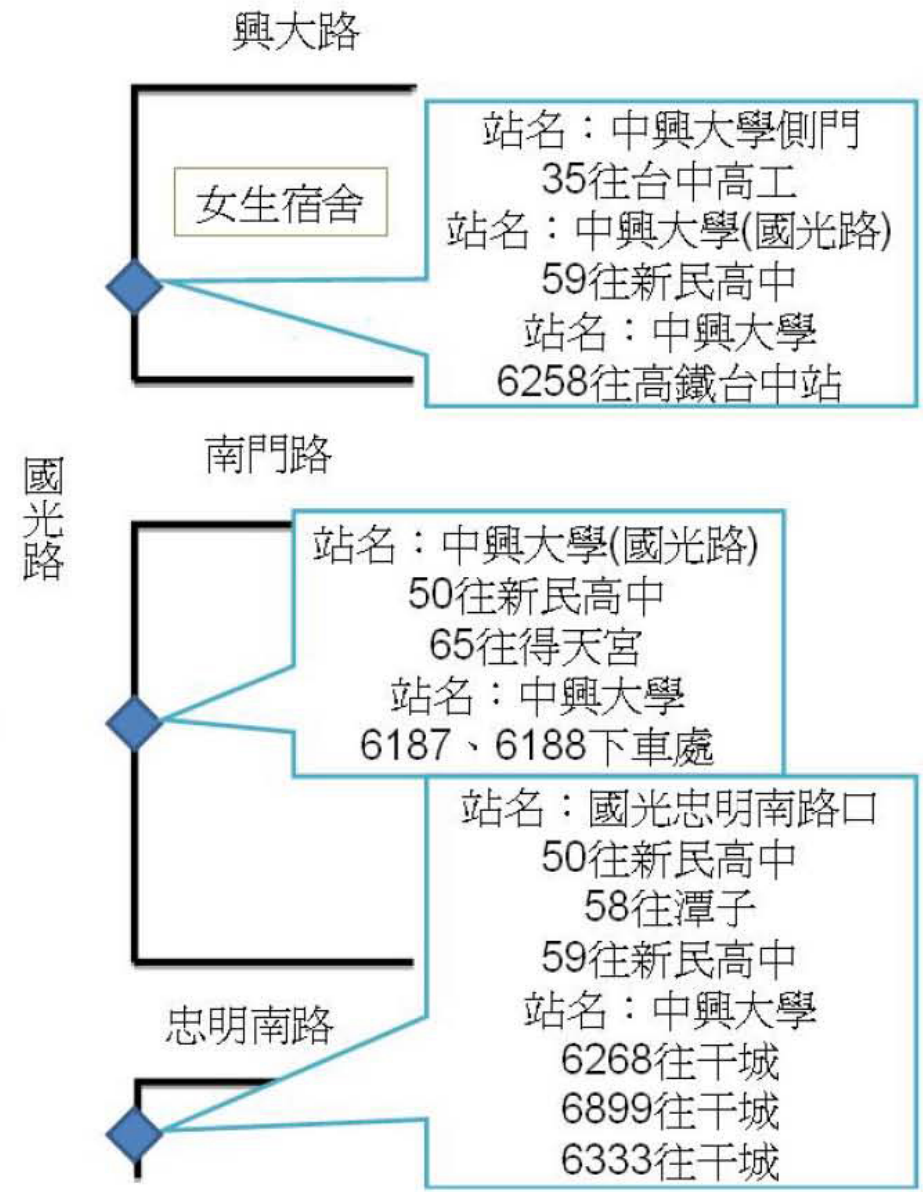 興大路
女生宿舍
站名：中興大學側門
35往台中高工
站名：中興大學(國光路)
59往新民高中
站名：中興大學
6258往高鐵台中站
國光路
南門路
站名：中興大學(國光路)
50往新民高中
65往得天宮
站名：中興大學
6187、6188下車處
站名：國光忠明南路口
50往新民高中
58往潭子
59往新民高中
站名：中興大學
6268往干城
6899往干城
6333往干城
忠明南路